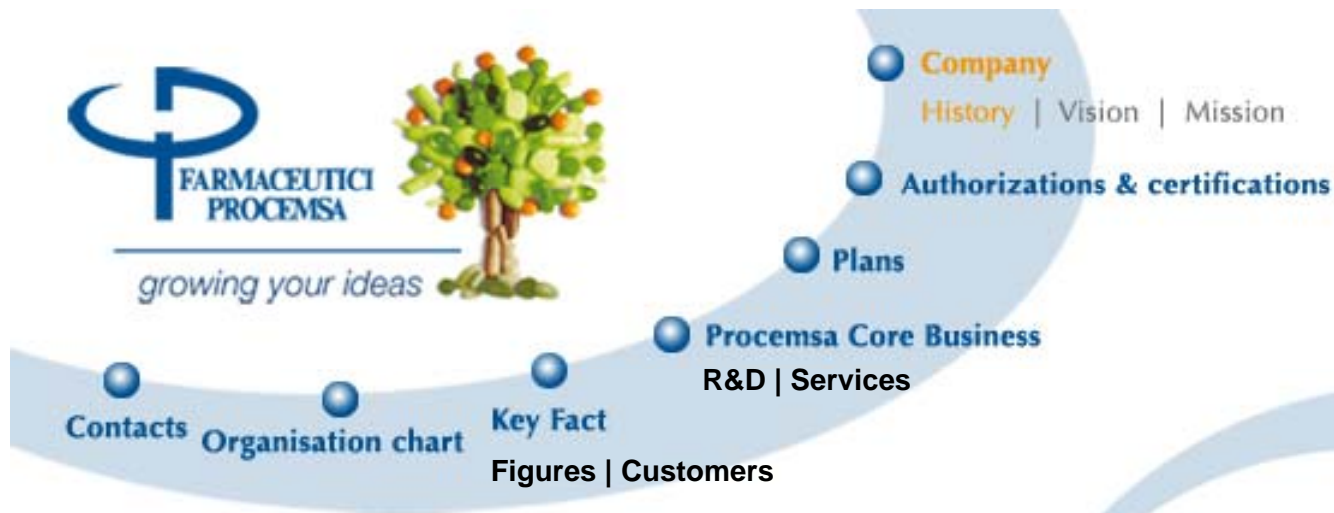 FARMACEUTICI
PROCEMSA
growing your ideas
Company
History | Vision | Mission
Authorizations & certifications
Plans
Procemsa Core Business
R&D | Services
Key Fact
Figures | Customers
Organisation chart
Contacts